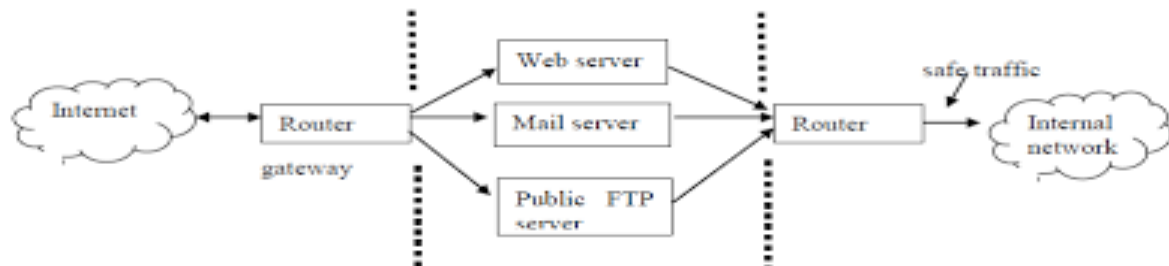 Internet
Router
gateway
Web server
Mail server
Public FTP
server
Router
safe traffic
Internal
network